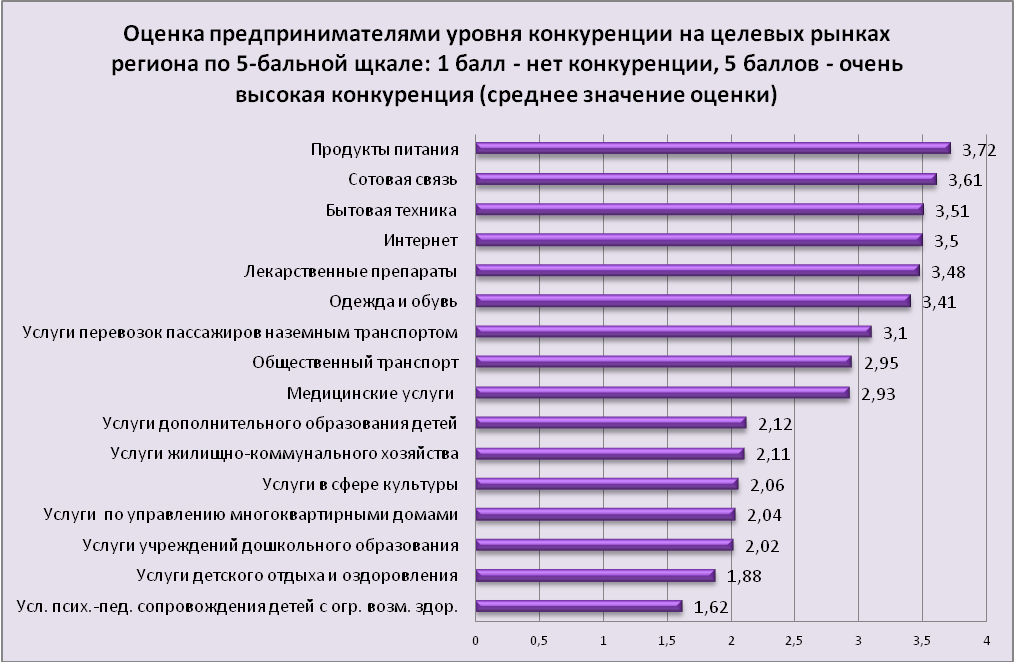 Оценка предпринимателями уровня конкуренции на целевых рынках
региона по 5-бальной щкале: 1 балл - нет конкуренции, 5 баллов - очень
высокая конкуренция (среднее значение оценки)
Продукты питания 3,72
Сотовая связь 3,61
Бытовая техника 3,51
Интернет 3,5
Лекарственные препараты 3,48
Одежда и обувь 3,41
Услуги перевозок пассажиров наземным транспортом 3,1
Общественный транспорт 2,95
Медицинские услуги 2,93
Услуги дополнительного образования детей 2,12
Услуги жилищно-коммунального хозяйства 2,11
Услуги в сфере культуры 2,06
Услуги по управлению многоквартирными домами 2,04
Услуги учреждений дошкольного образования 2,02
Услуги детского отдыха и оздоровления 1,88
Усл. псих.-пед. сопровождения детей с огр. возм. здор. 1,62
0 0,5 1 1,5 2 2,5 3 3,5 4